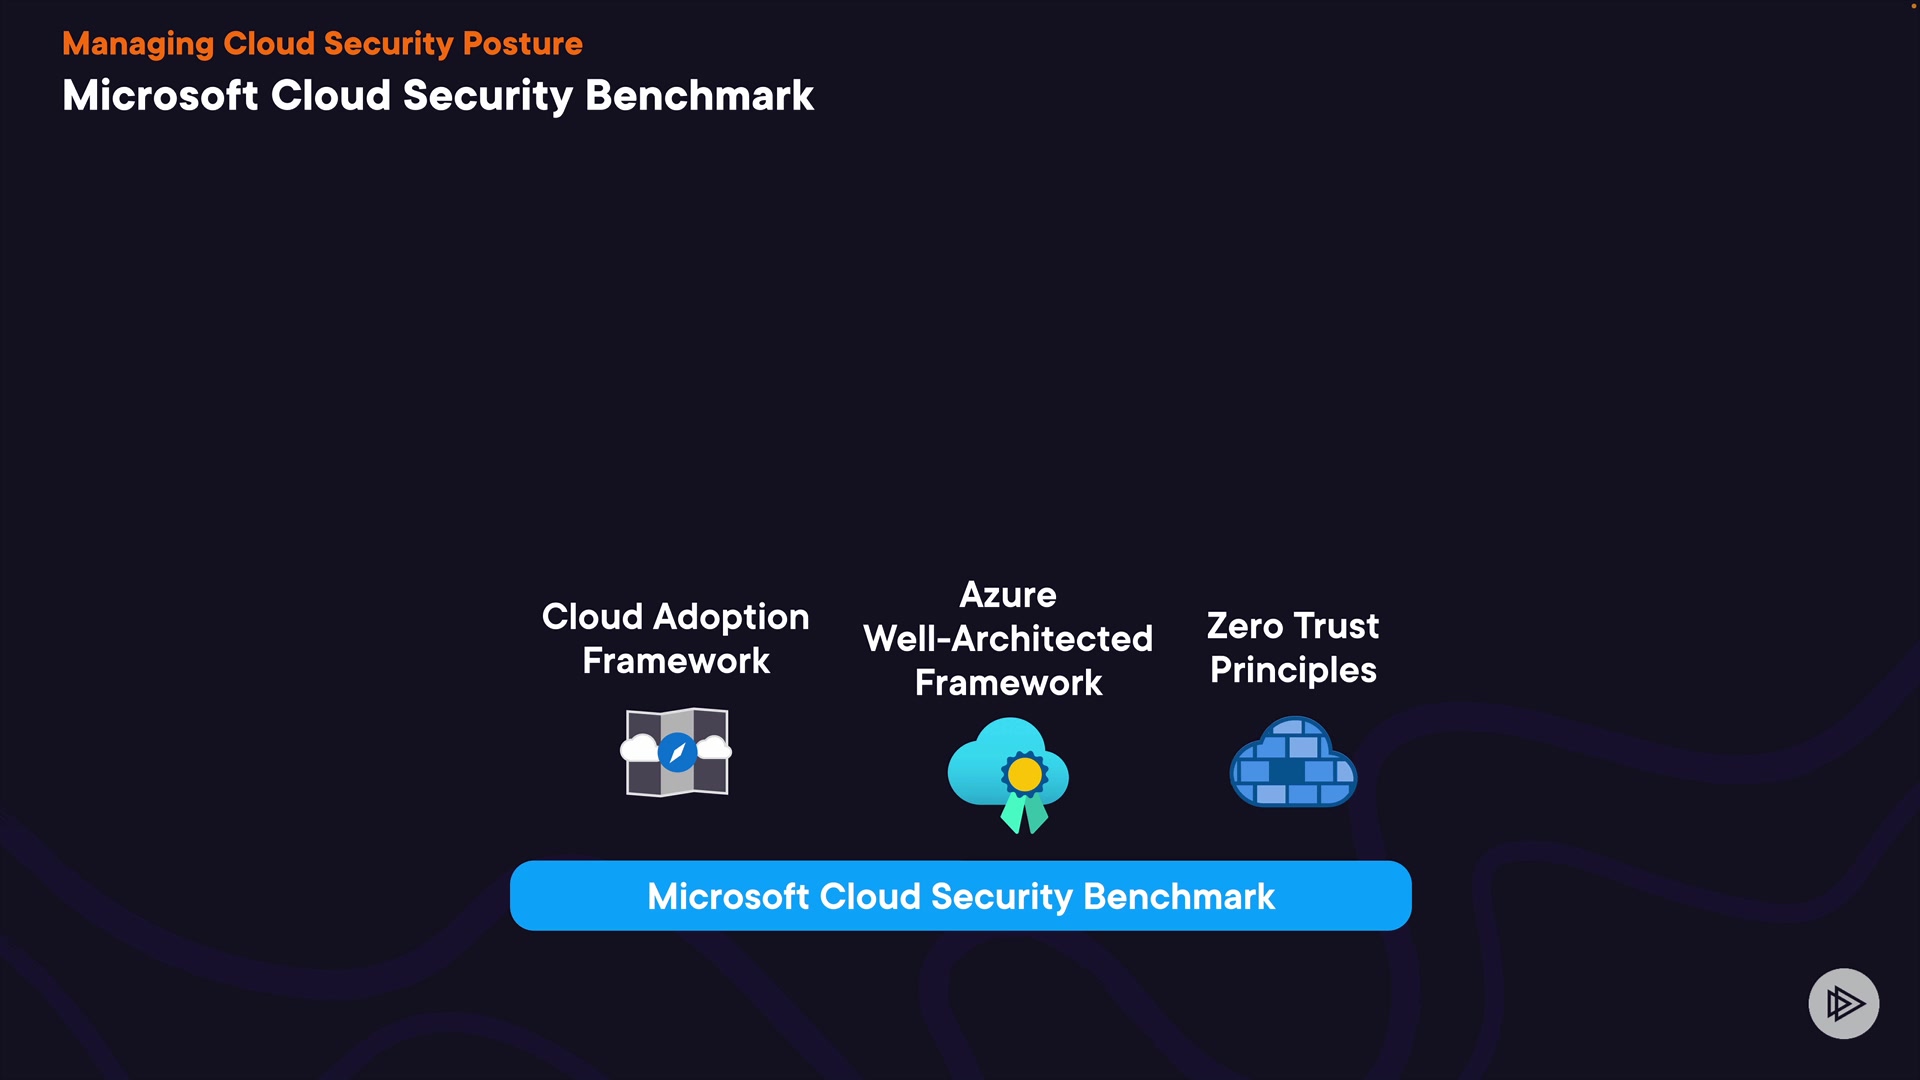 Managing Cloud Security Posture
Microsoft Cloud Security Benchmark
Cloud Adoption
Framework
Azure
Well-Architected
Framework
Zero Trust
Principles
Microsoft Cloud Security Benchmark